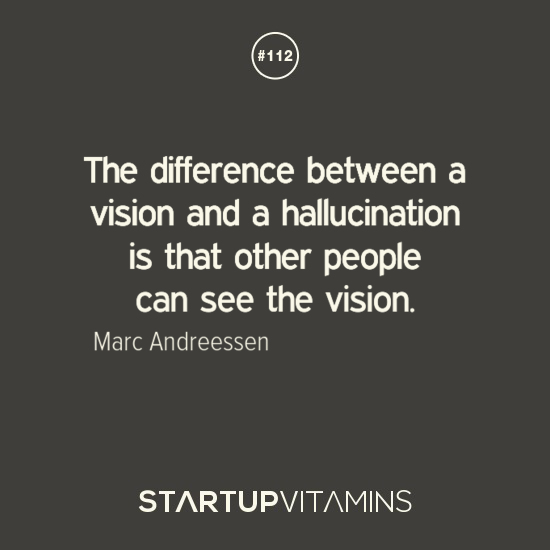 #112
The difference between a
vision and a hallucination
is that other people
can see the vision.
Marc Andreessen
STARTUPVITAMINS